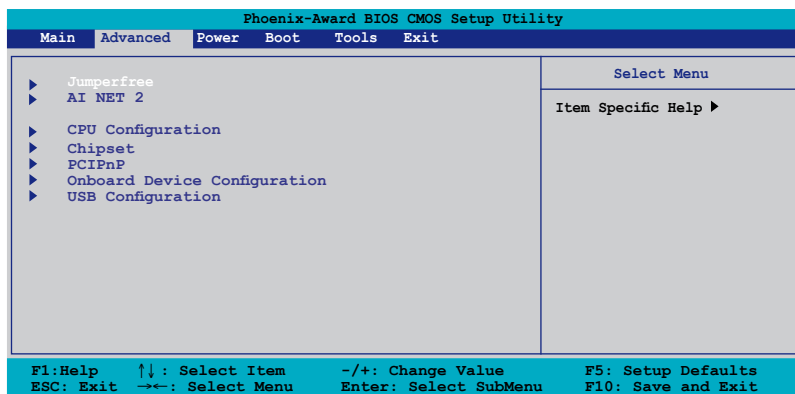 Phoenix-Award BIOS CMOS Setup Utility
Main Advanced Power Boot Tools Exit
Jumperfree
AI NET 2
CPU Configuration
Chipset
PCIPnP
Onboard Device Configuration
USB Configuration
Select Menu
Item Specific Help
F1:Help ↑↓ : Select Item -/+: Change Value F5: Setup Defaults
ESC: Exit →←: Select Menu Enter: Select SubMenu F10: Save and Exit